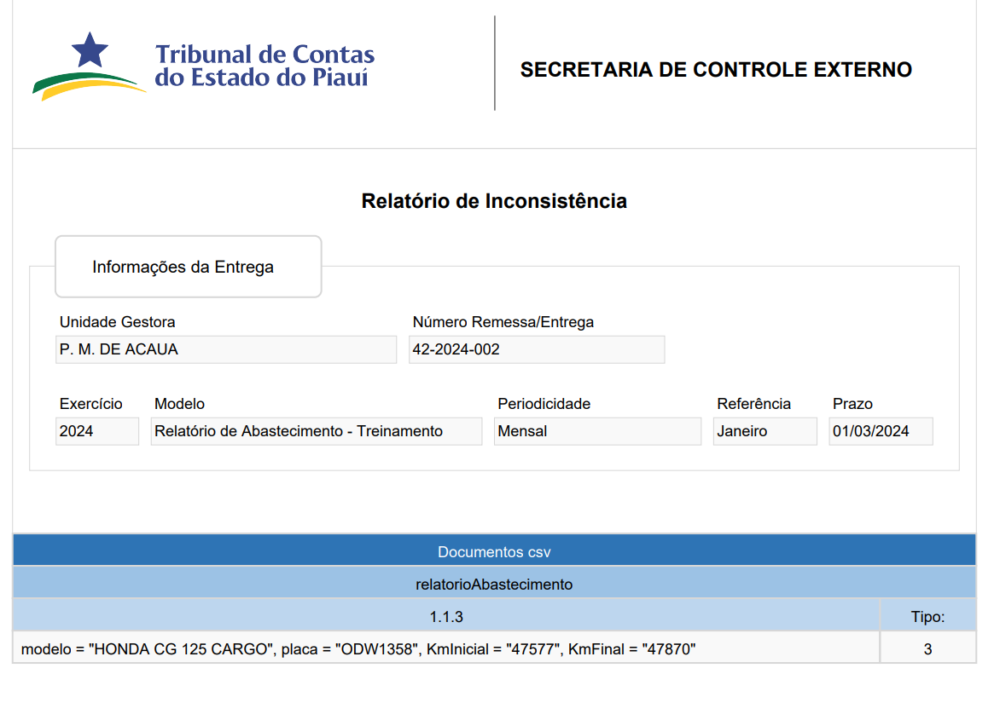 Tribunal de Contas
do Estado do Piauí
SECRETARIA DE CONTROLE EXTERNO
Relatório de Inconsistência
Informações da Entrega
Unidade Gestora Número Remessa/Entrega
P. M. DE ACAUA 42-2024-002
Exercício Modelo Periodicidade Referência Prazo
2024 Relatório de Abastecimento - Treinamento Mensal Janeiro 01/03/2024
Documentos csv
relatorioAbastecimento
1.1.3 Tipo:
modelo = "HONDA CG 125 CARGO", placa = "ODW1358", KmInicial = "47577", KmFinal = "47870" 3